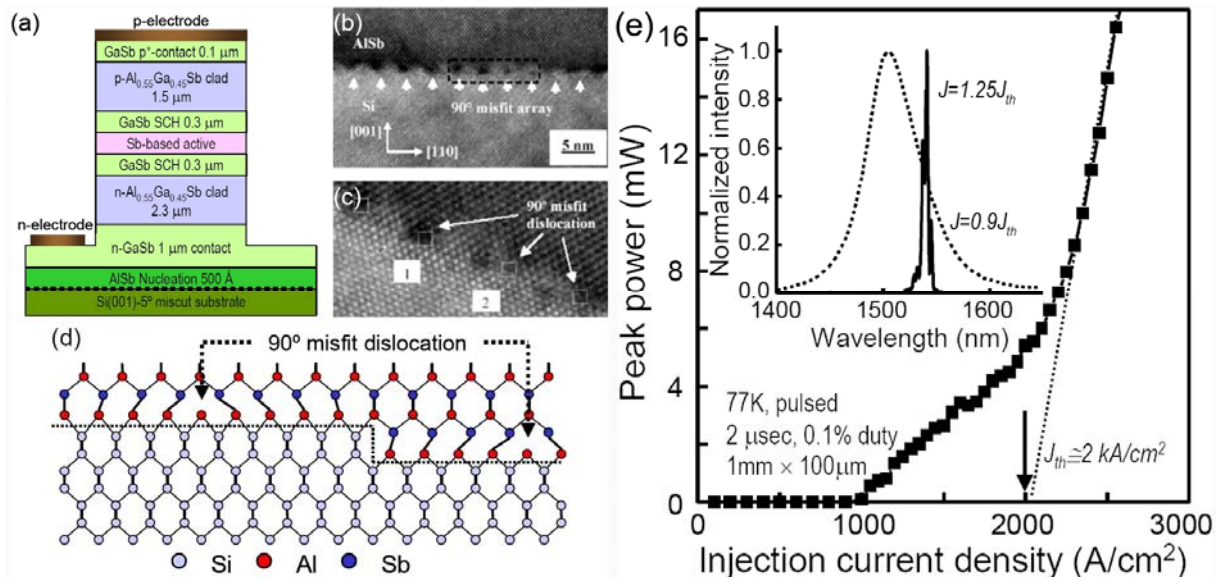 (a)
p-electrode
GaSb p⁺-contact 0.1 μm
p-Al₀.₅₅Ga₀.₄₅Sb clad
1.5 μm
GaSb SCH 0.3 μm
Sb-based active
GaSb SCH 0.3 μm
n-Al₀.₅₅Ga₀.₄₅Sb clad
2.3 μm
n-electrode
n-GaSb 1 μm contact
AlSb Nucleation 500 Å
Si(001)-5º miscut substrate
(b)
AlSb
Si
90° misfit array
[001]
[110]
5 nm
(c)
90° misfit
dislocation
1
2
(d)
90º misfit dislocation
Si
Al
Sb
(e)
Peak power (mW)
16
12
8
4
0
0
1000
2000
3000
Injection current density (A/cm²)
77K, pulsed
2 μsec, 0.1% duty
1mm × 100μm
Jth≅2 kA/cm²
Normalized intensity
1.0
0.8
0.6
0.4
0.2
0.0
1400
1500
1600
Wavelength (nm)
J=1.25Jth
J=0.9Jth